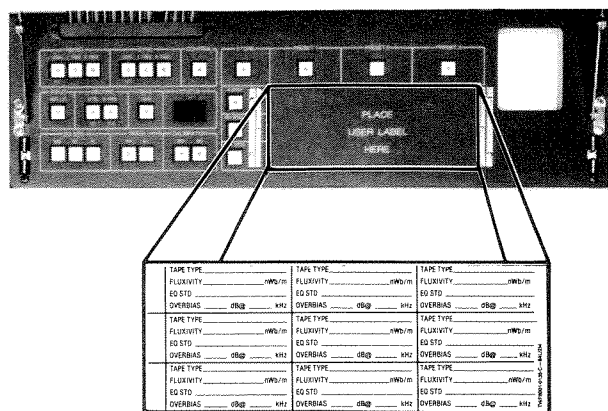 PLACE
USER LABEL
HERE
TAPE TYPE TAPE TYPE TAPE TYPE
FLUXIVITY nWb/m FLUXIVITY nWb/m FLUXIVITY nWb/m
EQ STD EQ STD EQ STD
OVERBIAS dB@ kHz OVERBIAS dB@ kHz OVERBIAS dB@ kHz
TAPE TYPE TAPE TYPE TAPE TYPE
FLUXIVITY nWb/m FLUXIVITY nWb/m FLUXIVITY nWb/m
EQ STD EQ STD EQ STD
OVERBIAS dB@ kHz OVERBIAS dB@ kHz OVERBIAS dB@ kHz
TAPE TYPE TAPE TYPE TAPE TYPE
FLUXIVITY nWb/m FLUXIVITY nWb/m FLUXIVITY nWb/m
EQ STD EQ STD EQ STD
OVERBIAS dB@ kHz OVERBIAS dB@ kHz OVERBIAS dB@ kHz